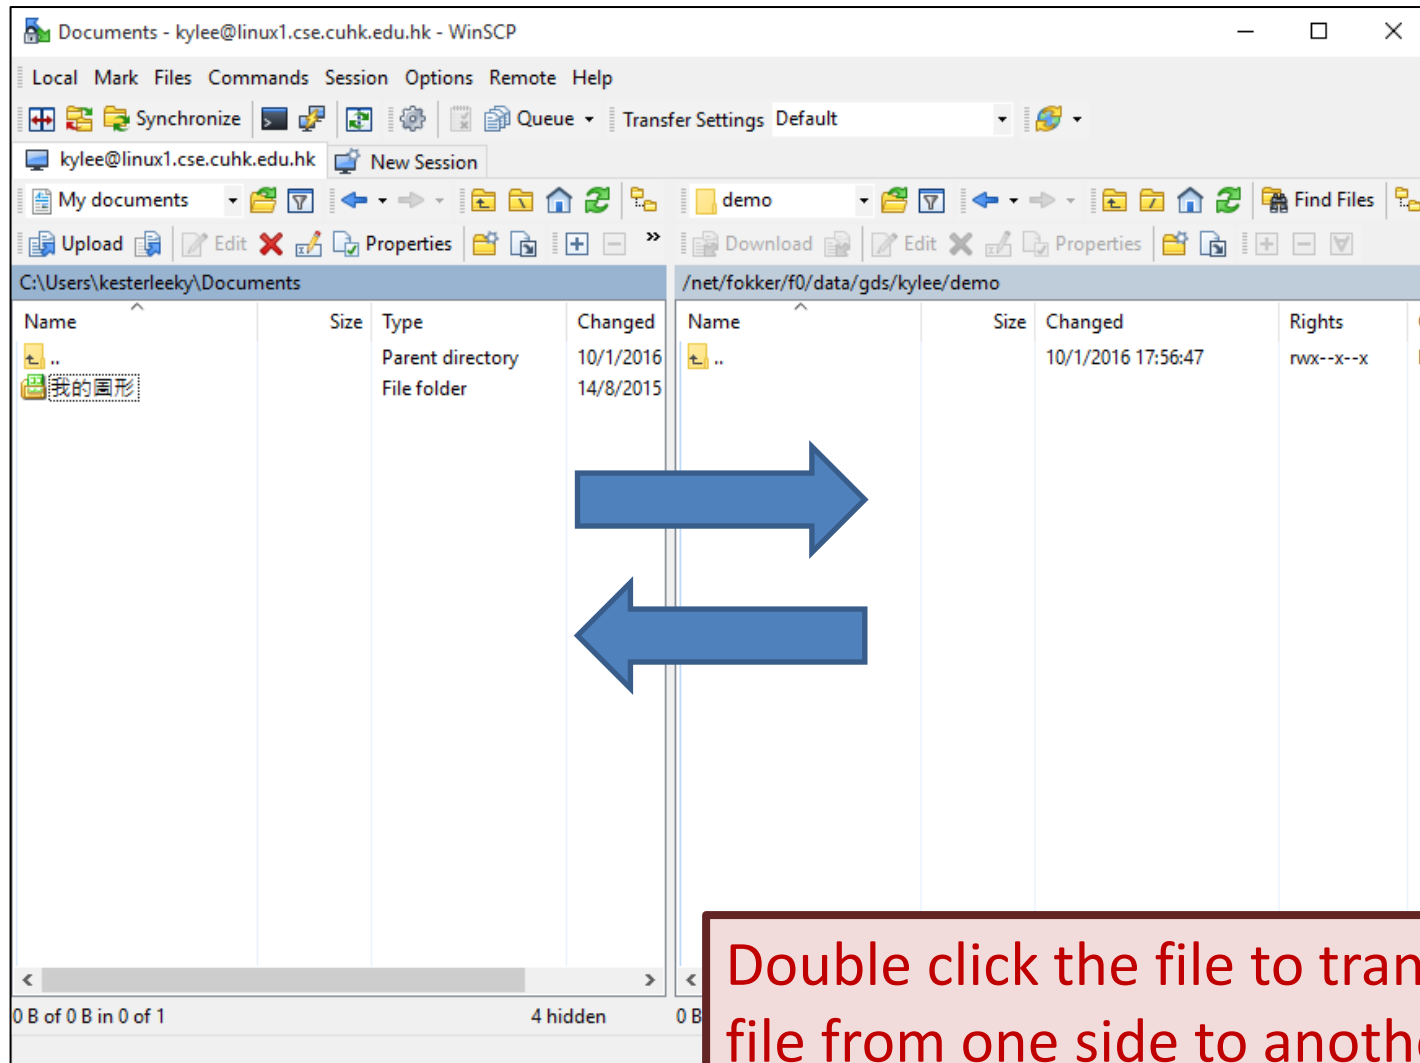 Documents - kylee@linux1.cse.cuhk.edu.hk - WinSCP
Local Mark Files Commands Session Options Remote Help
Synchronize Queue Transfer Settings Default
kylee@linux1.cse.cuhk.edu.hk New Session
My documents demo Find Files
Upload Edit Properties Download Edit Properties
C:\Users\kesterleeky\Documents /net/fokker/f0/data/gds/kylee/demo
Name Size Type Changed Name Size Changed Rights
.. Parent directory 10/1/2016 .. 10/1/2016 17:56:47 rwx--x--x
我的圖形 File folder 14/8/2015
0 B of 0 B in 0 of 1 4 hidden 0 B
Double click the file to tran
file from one side to anothe